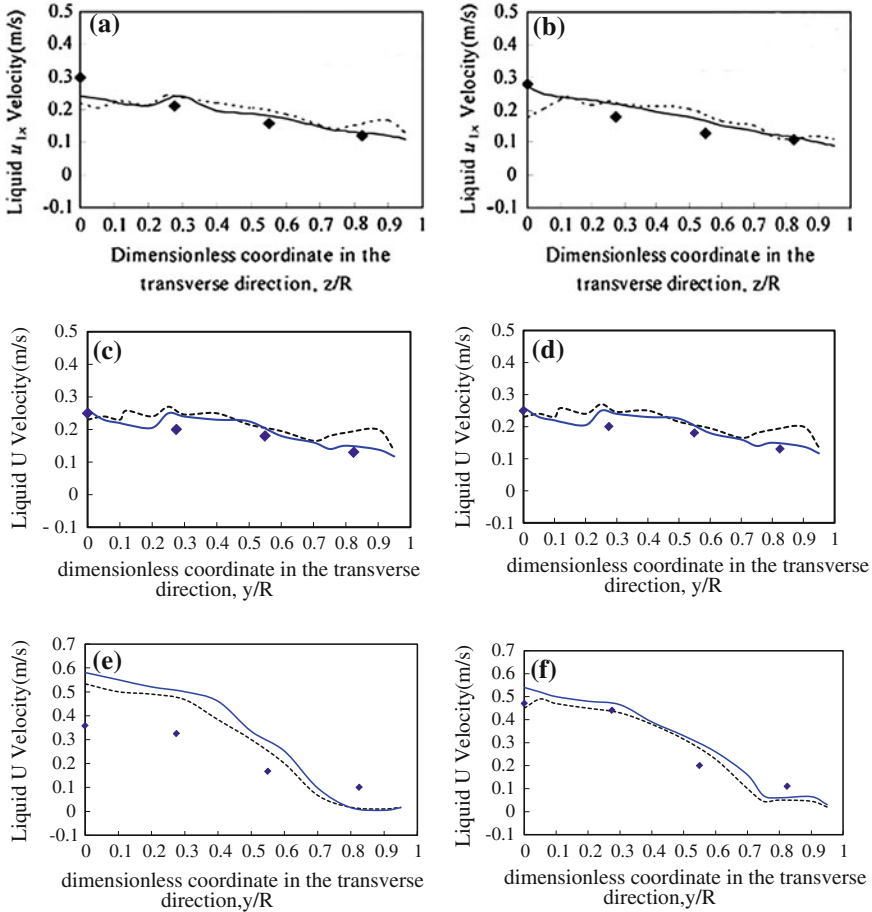 (a)
Liquid u1x Velocity(m/s)
0.5
0.4
0.3
0.2
0.1
0
-0.1
0 0.1 0.2 0.3 0.4 0.5 0.6 0.7 0.8 0.9 1
Dimensionless coordinate in the
transverse direction, z/R
(b)
Liquid u1x Velocity(m/s)
0.5
0.4
0.3
0.2
0.1
0
-0.1
0 0.1 0.2 0.3 0.4 0.5 0.6 0.7 0.8 0.9 1
Dimensionless coordinate in the
transverse direction, z/R
(c)
Liquid U Velocity(m/s)
0.5
0.4
0.3
0.2
0.1
0
- 0.1
0 0.1 0.2 0.3 0.4 0.5 0.6 0.7 0.8 0.9 1
dimensionless coordinate in the transverse
direction, y/R
(d)
Liquid U Velocity(m/s)
0.5
0.4
0.3
0.2
0.1
0
-0.1
0 0.1 0.2 0.3 0.4 0.5 0.6 0.7 0.8 0.9 1
dimensionless coordinate in the transverse
direction, y/R
(e)
Liquid U Velocity(m/s)
0.7
0.6
0.5
0.4
0.3
0.2
0.1
0
-0.1
0 0.1 0.2 0.3 0.4 0.5 0.6 0.7 0.8 0.9 1
dimensionless coordinate in the transverse
direction,y/R
(f)
Liquid U Velocity(m/s)
0.7
0.6
0.5
0.4
0.3
0.2
0.1
0
-0.1
0 0.1 0.2 0.3 0.4 0.5 0.6 0.7 0.8 0.9 1
dimensionless coordinate in the transverse
direction,y/R